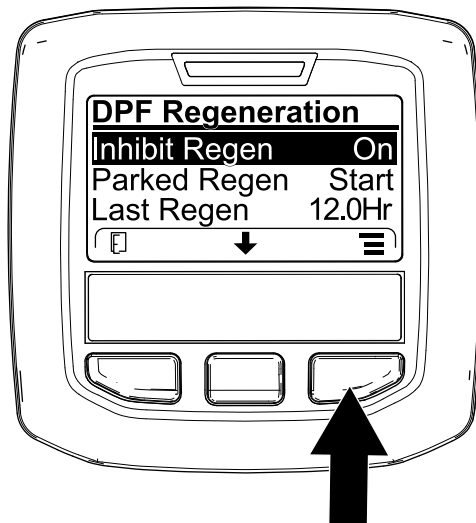 DPF Regeneration
Inhibit Regen On
Parked Regen Start
Last Regen 12.0Hr